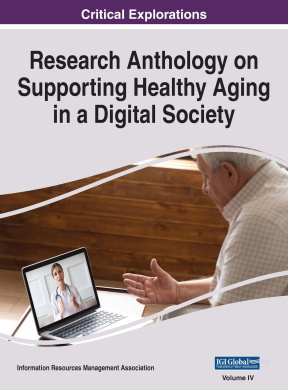 Critical Explorations
Research Anthology on
Supporting Healthy Aging
in a Digital Society
Information Resources Management Association
IGI Global
Volume IV